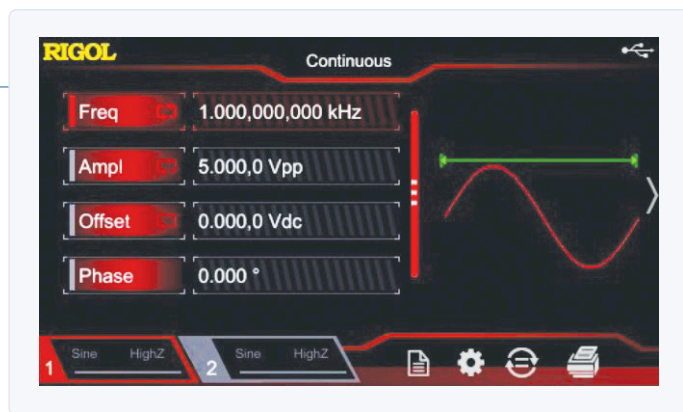 RIGOL
Continuous
Freq 1.000,000,000 kHz
Ampl 5.000,0 Vpp
Offset 0.000,0 Vdc
Phase 0.000 °
1 Sine HighZ 2 Sine HighZ